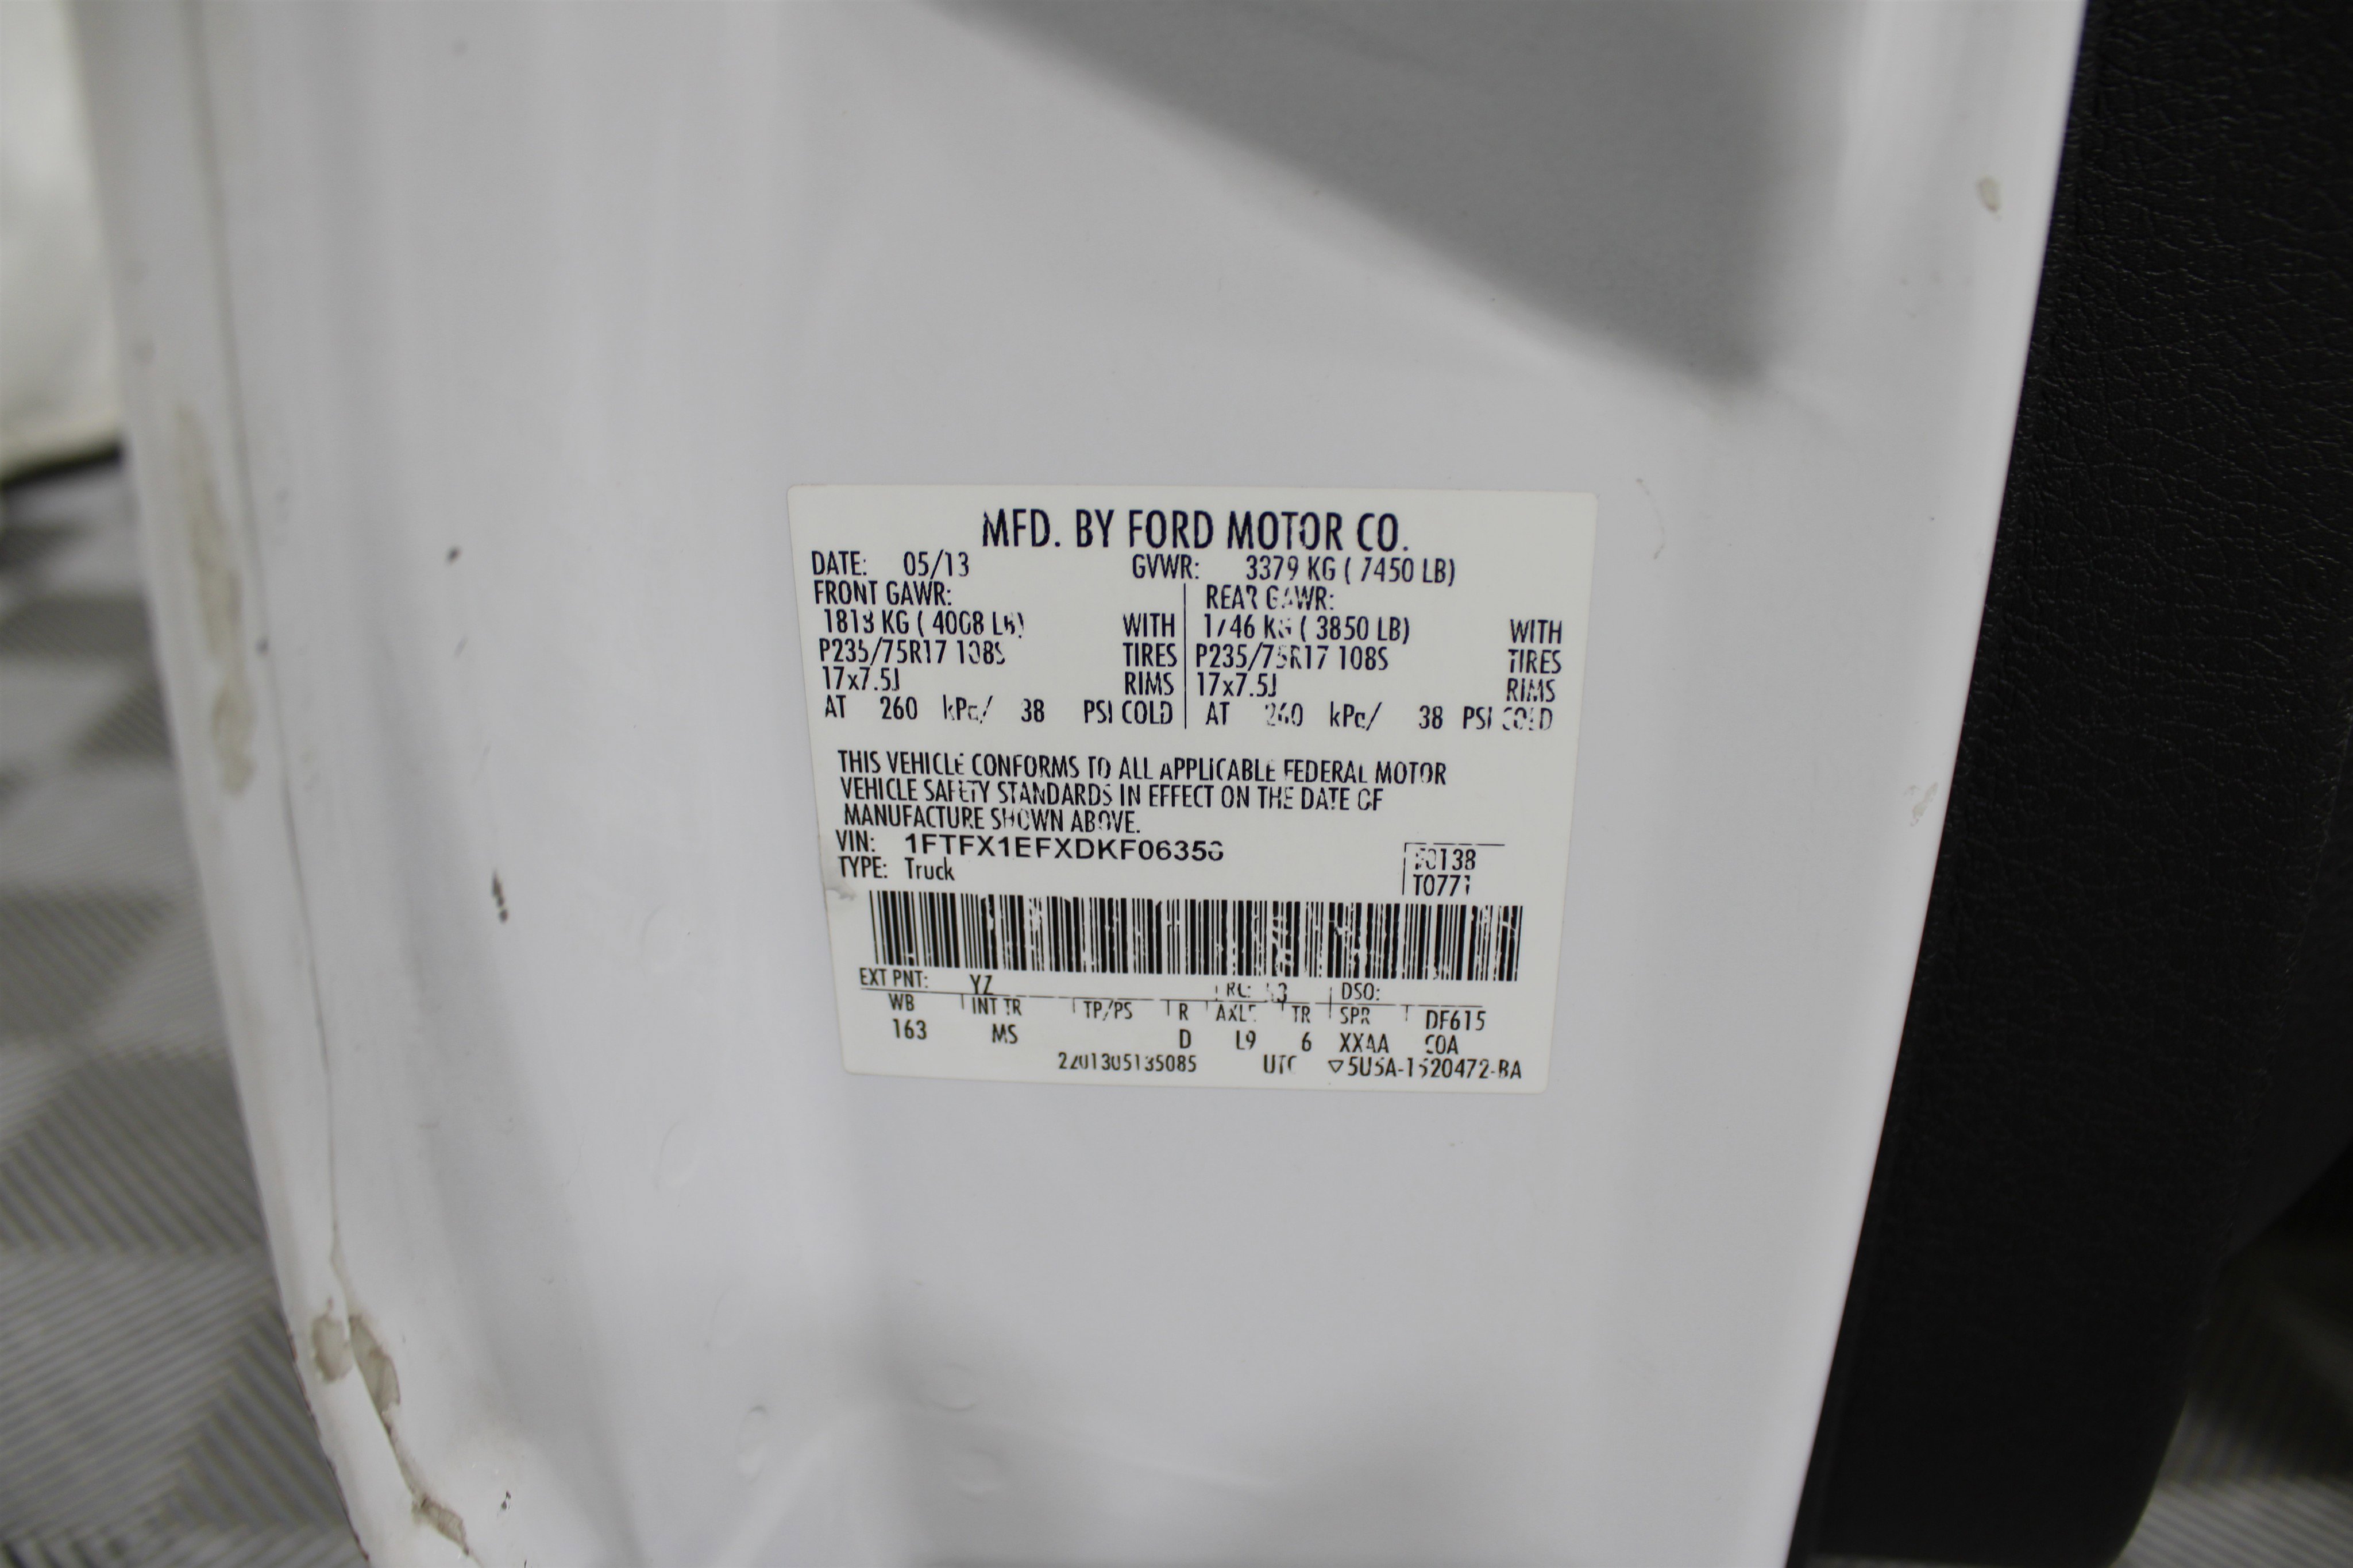 MFD. BY FORD MOTOR CO.
DATE: 05/13 GVWR: 3379 KG ( 7450 LB)
FRONT GAWR: REAR GAWR:
1818 KG ( 4008 LB) WITH 1746 KG ( 3850 LB) WITH
P235/75R17 108S TIRES P235/75R17 108S TIRES
17x7.5J RIMS 17x7.5J RIMS
AT 260 kPa/ 38 PSI COLD AT 260 kPa/ 38 PSI COLD
THIS VEHICLE CONFORMS TO ALL APPLICABLE FEDERAL MOTOR
VEHICLE SAFETY STANDARDS IN EFFECT ON THE DATE OF
MANUFACTURE SHOWN ABOVE.
VIN:
TYPE: Truck T0771
EXT PNT: YZ DSO:
WB INT TR TP/PS R AXLE TR SPR DF615
163 MS D L9 6 XXAA
UTC